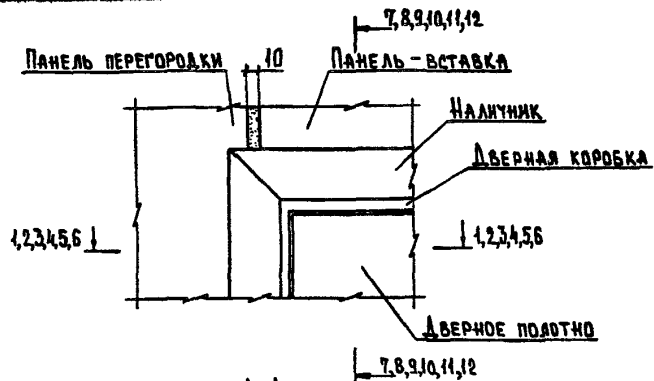 7,8,9,10,11,12
Панель перегородки
10
Панель-вставка
Наличник
Дверная коробка
1,2,3,4,5,6
1,2,3,4,5,6
Дверное полотно
7,8,9,10,11,12